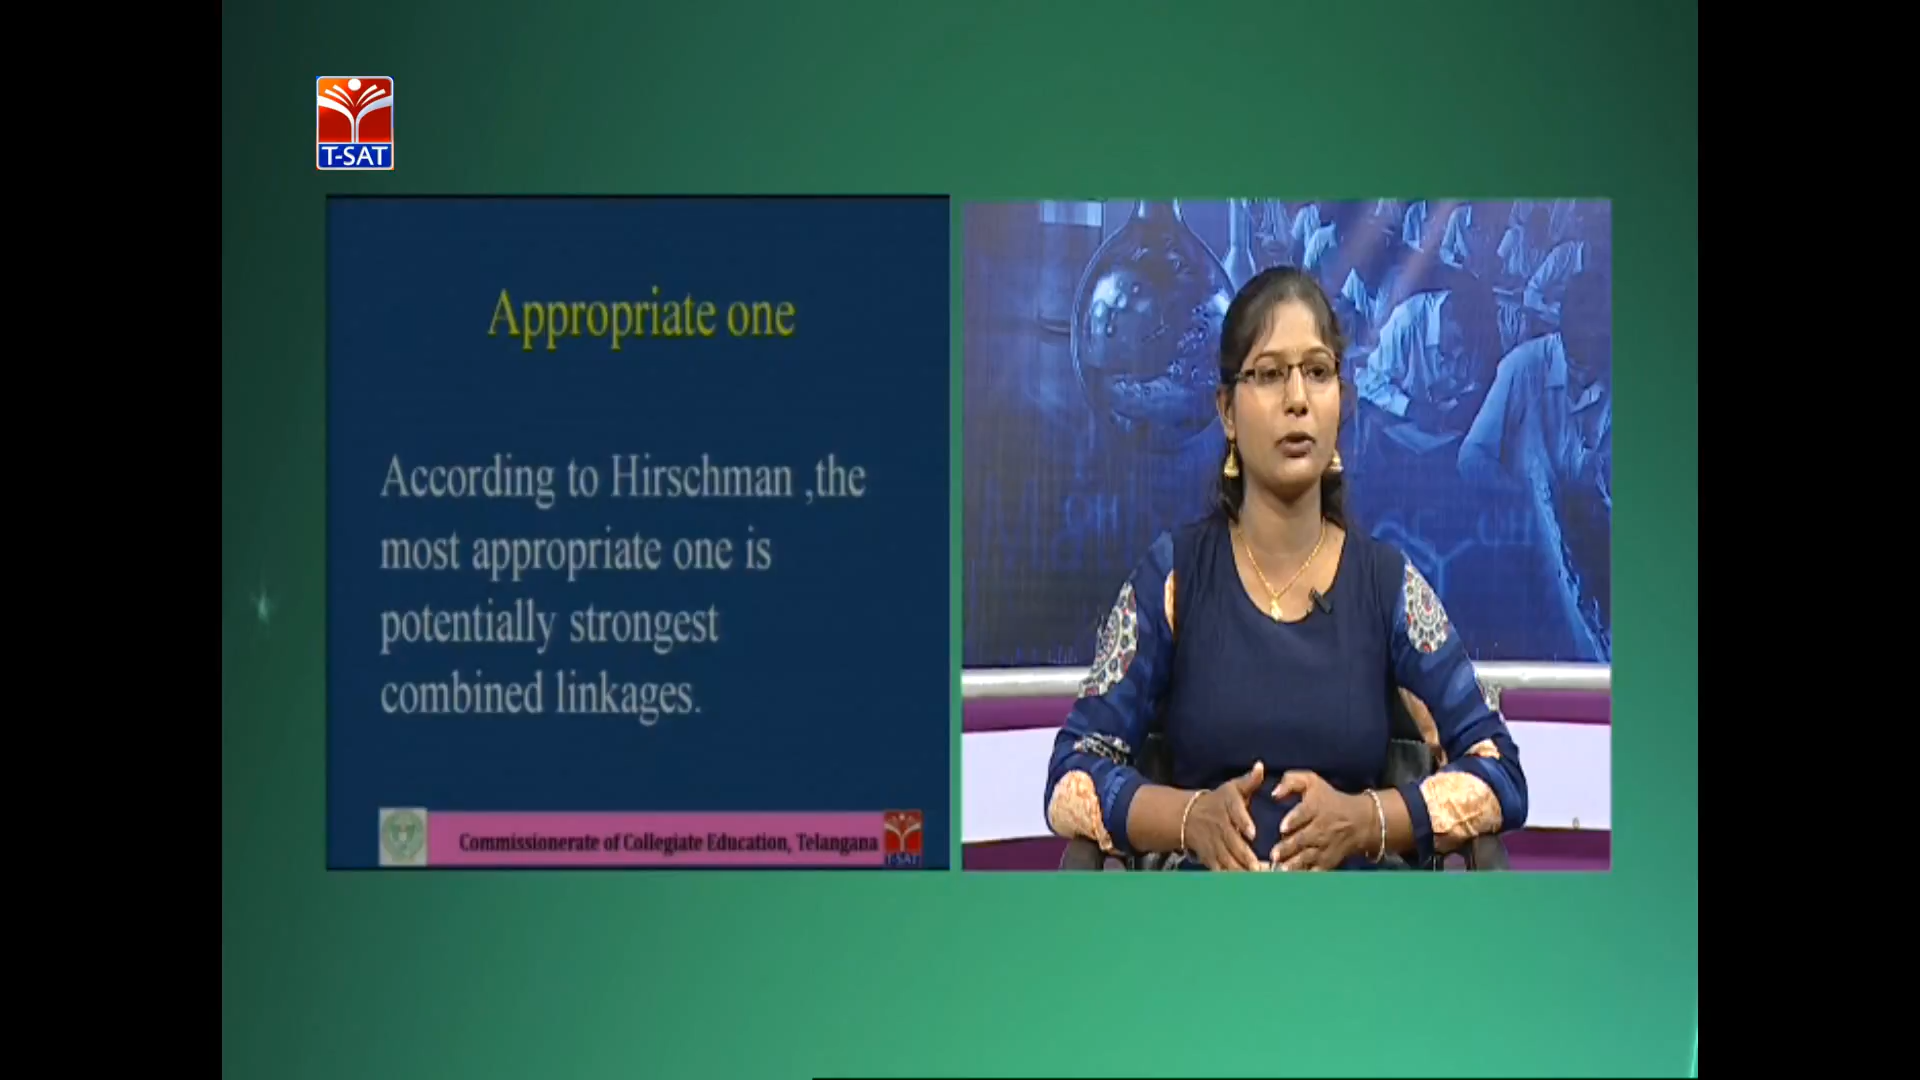 T-SAT
Appropriate one
According to Hirschman ,the
most appropriate one is
potentially strongest
combined linkages.
Commissionerate of Collegiate Education, Telangana
T-SAT